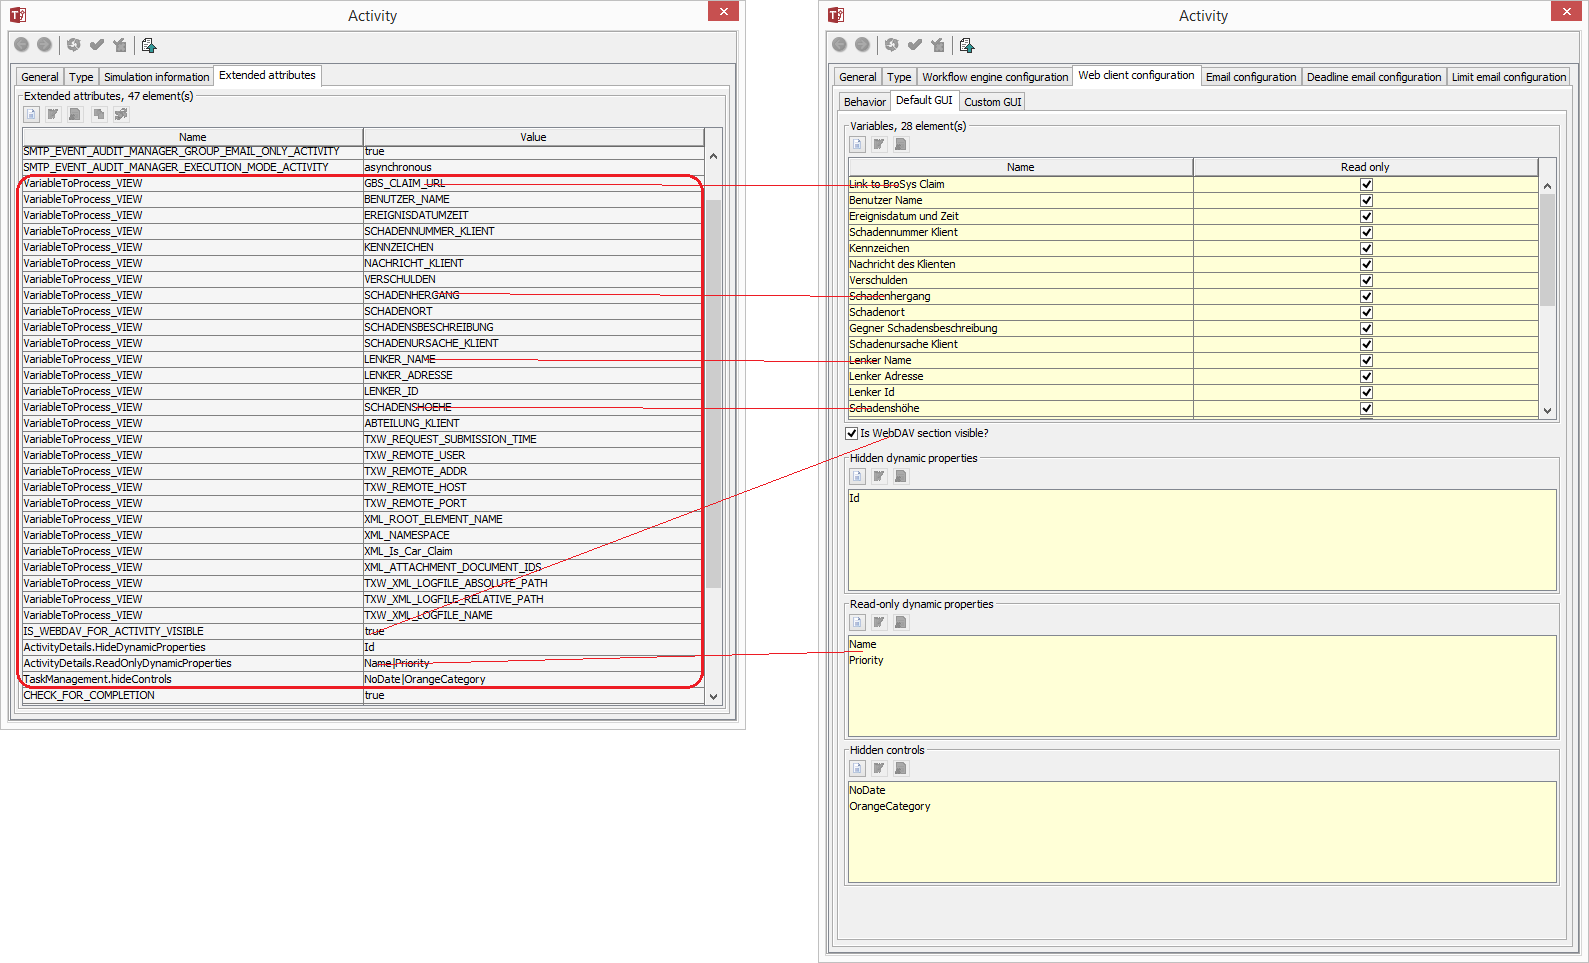 Activity
General Type Simulation information Extended attributes
Extended attributes, 47 element(s)
Name Value
SMTP_EVENT_AUDIT_MANAGER_GROUP_EMAIL_ONLY_ACTIVITY true
SMTP_EVENT_AUDIT_MANAGER_EXECUTION_MODE_ACTIVITY asynchronous
VariableToProcess_VIEW GBS_CLAIM_URL
VariableToProcess_VIEW BENUTZER_NAME
VariableToProcess_VIEW EREIGNISDATUMZEIT
VariableToProcess_VIEW SCHADENNUMMER_KLIENT
VariableToProcess_VIEW KENNZEICHEN
VariableToProcess_VIEW NACHRICHT_KLIENT
VariableToProcess_VIEW VERSCHULDEN
VariableToProcess_VIEW SCHADENHERGANG
VariableToProcess_VIEW SCHADENORT
VariableToProcess_VIEW SCHADENSBESCHREIBUNG
VariableToProcess_VIEW SCHADENURSACHE_KLIENT
VariableToProcess_VIEW LENKER_NAME
VariableToProcess_VIEW LENKER_ADRESSE
VariableToProcess_VIEW LENKER_ID
VariableToProcess_VIEW SCHADENSHOEHE
VariableToProcess_VIEW ABTEILUNG_KLIENT
VariableToProcess_VIEW TXW_REQUEST_SUBMISSION_TIME
VariableToProcess_VIEW TXW_REMOTE_USER
VariableToProcess_VIEW TXW_REMOTE_ADDR
VariableToProcess_VIEW TXW_REMOTE_HOST
VariableToProcess_VIEW TXW_REMOTE_PORT
VariableToProcess_VIEW XML_ROOT_ELEMENT_NAME
VariableToProcess_VIEW XML_NAMESPACE
VariableToProcess_VIEW XML_Is_Car_Claim
VariableToProcess_VIEW XML_ATTACHMENT_DOCUMENT_IDS
VariableToProcess_VIEW TXW_XML_LOGFILE_ABSOLUTE_PATH
VariableToProcess_VIEW TXW_XML_LOGFILE_RELATIVE_PATH
VariableToProcess_VIEW TXW_XML_LOGFILE_NAME
IS_WEBDAV_FOR_ACTIVITY_VISIBLE true
ActivityDetails.HideDynamicProperties Id
ActivityDetails.ReadOnlyDynamicProperties Name|Priority
TaskManagement.hideControls NoDate|OrangeCategory
CHECK_FOR_COMPLETION true
Activity
General Type Workflow engine configuration Web client configuration Email configuration Deadline email configuration Limit email configuration
Behavior Default GUI Custom GUI
Variables, 28 element(s)
Name Read only
Link to BroSys Claim
Benutzer Name
Ereignisdatum und Zeit
Schadennummer Klient
Kennzeichen
Nachricht des Klienten
Verschulden
Schadenhergang
Schadenort
Gegner Schadensbeschreibung
Schadenursache Klient
Lenker Name
Lenker Adresse
Lenker Id
Schadenshöhe
Is WebDAV section visible?
Hidden dynamic properties
Id
Read-only dynamic properties
Name
Priority
Hidden controls
NoDate
OrangeCategory